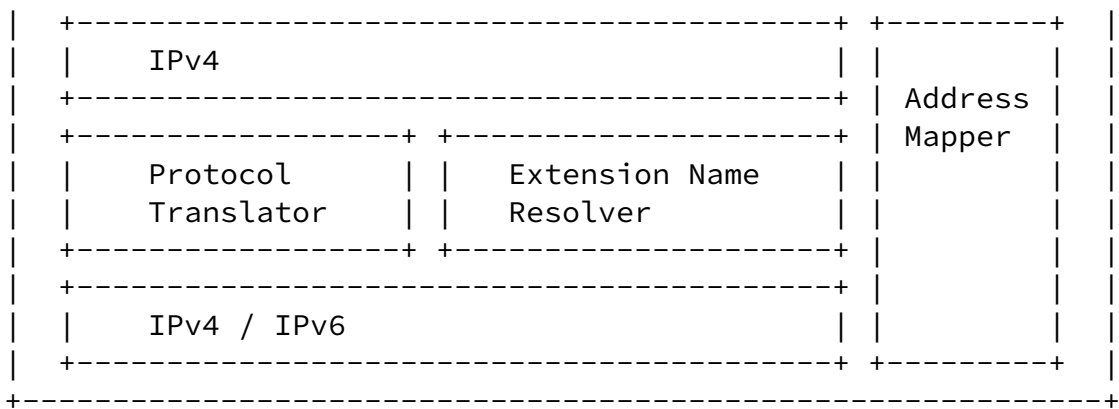 IPv4
Address
Mapper
Protocol
Translator
Extension Name
Resolver
IPv4 / IPv6